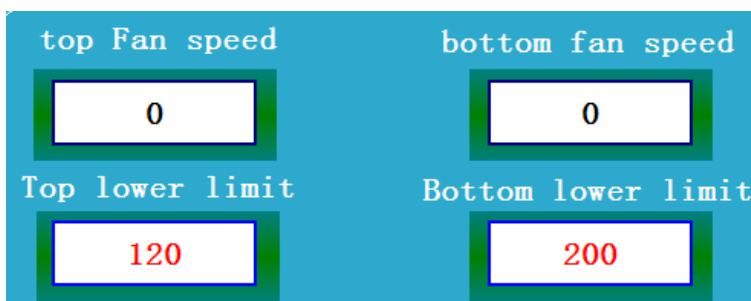 top Fan speed
bottom fan speed
0
0
Top lower limit
Bottom lower limit
120
200